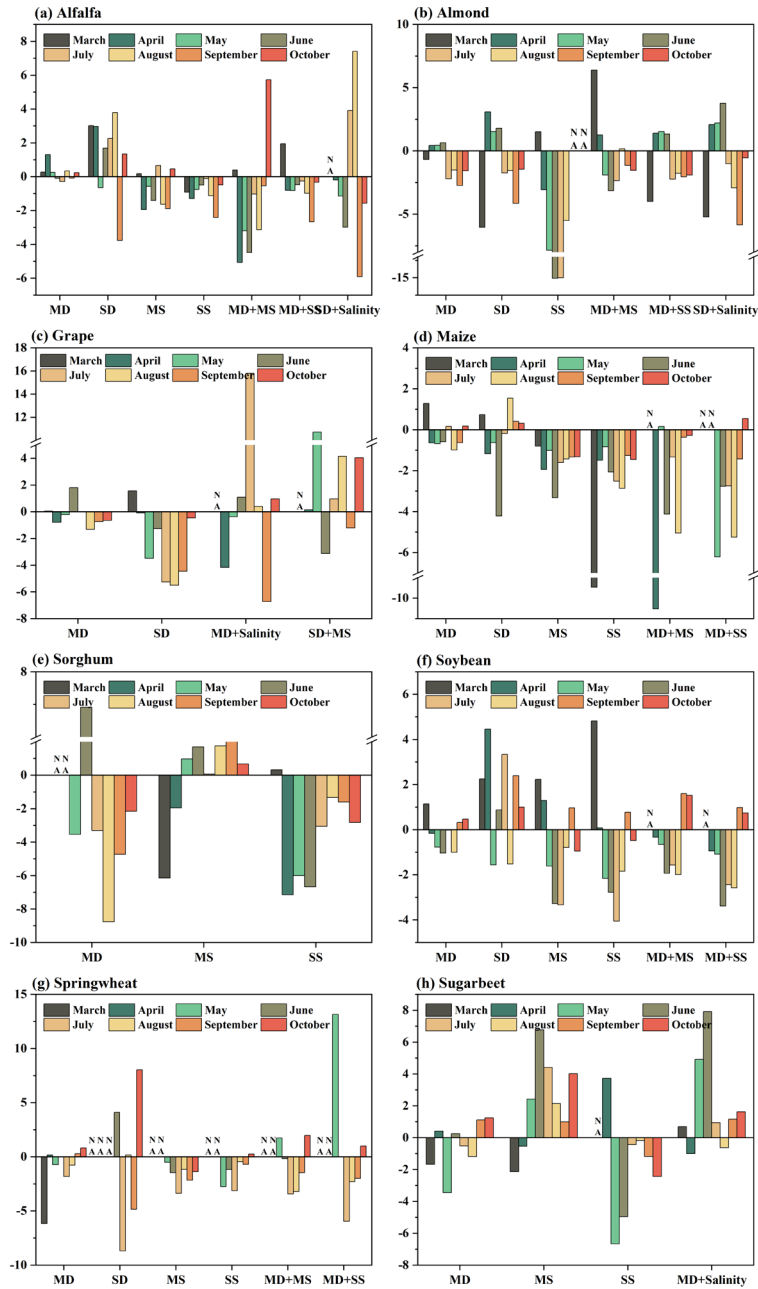 (a) Alfalfa
March April May June
July August September October
8
6
4
2
0
-2
-4
-6
N
A
MD SD MS SS MD+MS MD+SS SD+Salinity
(b) Almond
March April May June
July August September October
10
5
0
-5
-15
N N
A A
MD SD SS MD+MS MD+SS SD+Salinity
(c) Grape
March April May June
July August September October
18
16
14
12
4
2
0
-2
-4
-6
-8
N N
A A
MD SD MD+Salinity SD+MS
(d) Maize
March April May June
July August September October
4
2
0
-2
-4
-6
-10
N N N
A A A
MD SD MS SS MD+MS MD+SS
(e) Sorghum
March April May June
July August September October
8
2
0
-2
-4
-6
-8
-10
N N
A A
MD MS SS
(f) Soybean
March April May June
July August September October
6
4
2
0
-2
-4
N N
A A
MD SD MS SS MD+MS MD+SS
(g) Springwheat
March April May June
July August September October
15
10
5
0
-5
-10
N N N N N N N N N N N
A A A A A A A A A A A
MD SD MS SS MD+MS MD+SS
(h) Sugarbeet
March April May June
July August September October
8
6
4
2
0
-2
-4
-6
-8
N
A
MD MS SS MD+Salinity